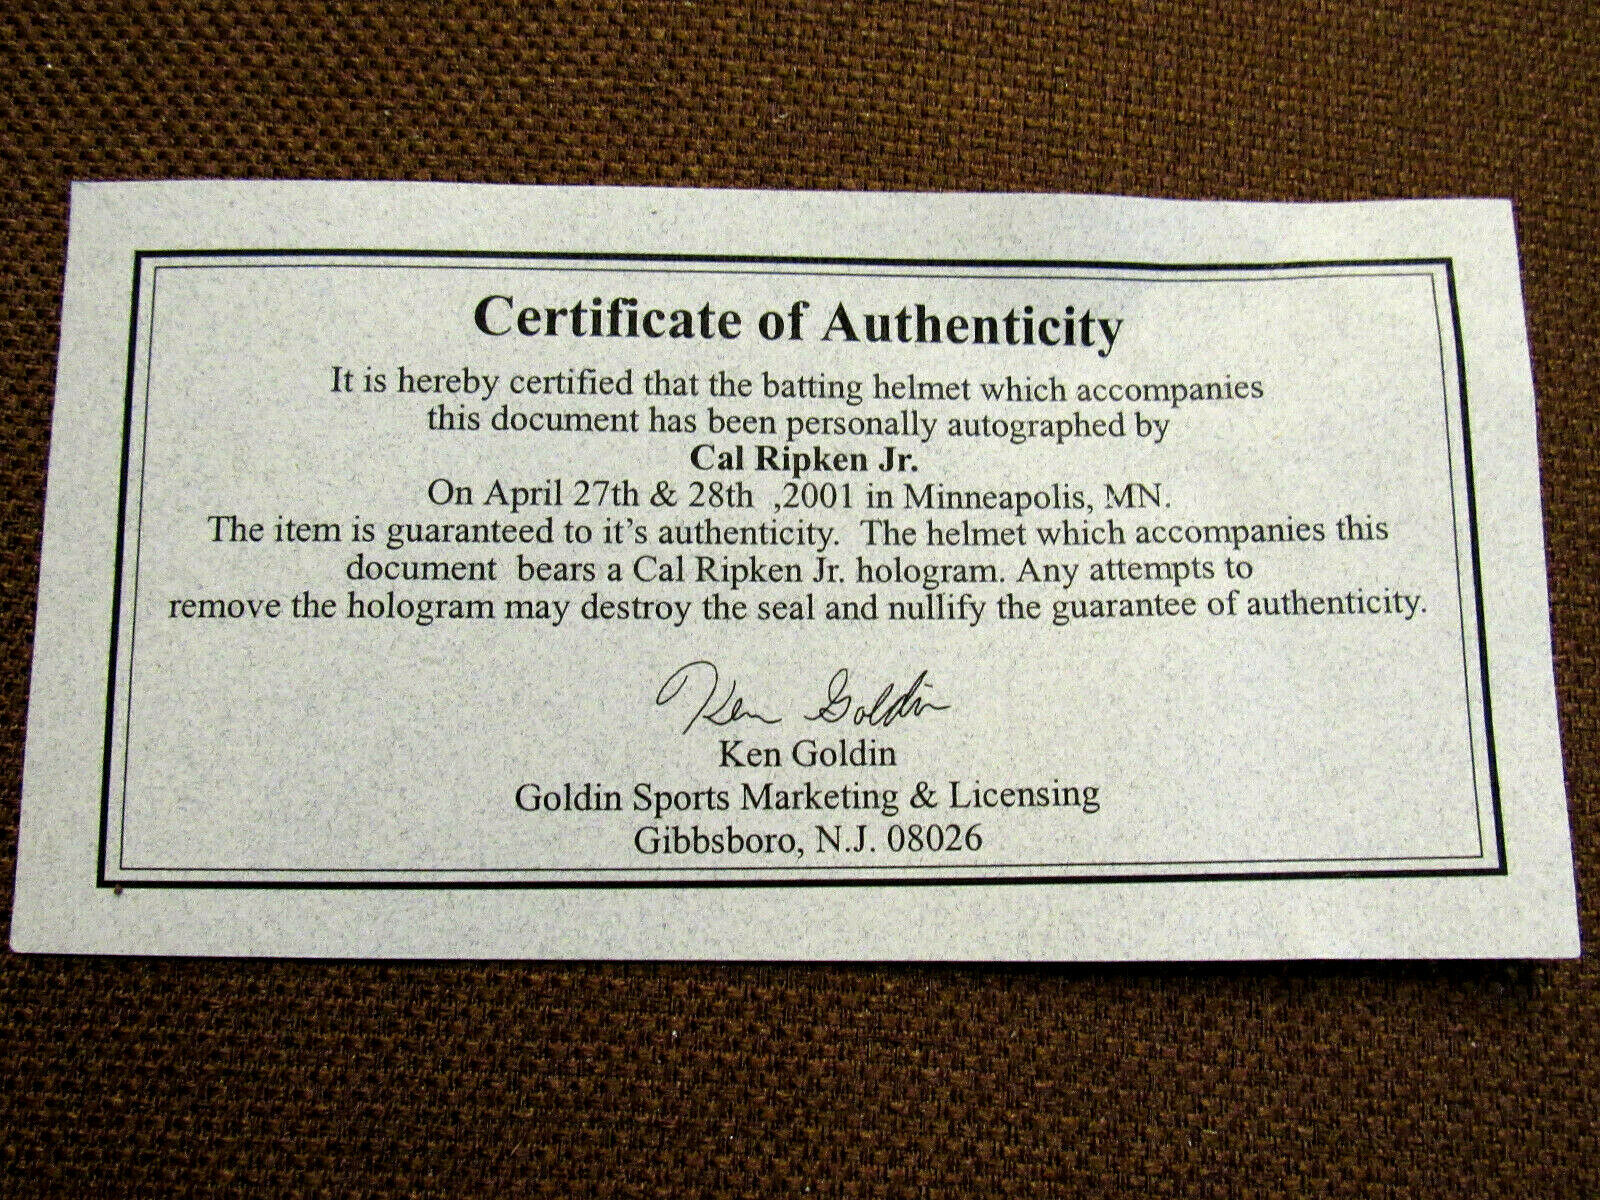 Certificate of Authenticity
It is hereby certified that the batting helmet which accompanies
this document has been personally autographed by
Cal Ripken Jr.
On April 27th & 28th  ,2001 in Minneapolis, MN.
The item is guaranteed to it's authenticity.  The helmet which accompanies this
document  bears a Cal Ripken Jr. hologram. Any attempts to
remove the hologram may destroy the seal and nullify the guarantee of authenticity.
Ken Goldin
Ken Goldin
Goldin Sports Marketing & Licensing
Gibbsboro, N.J. 08026